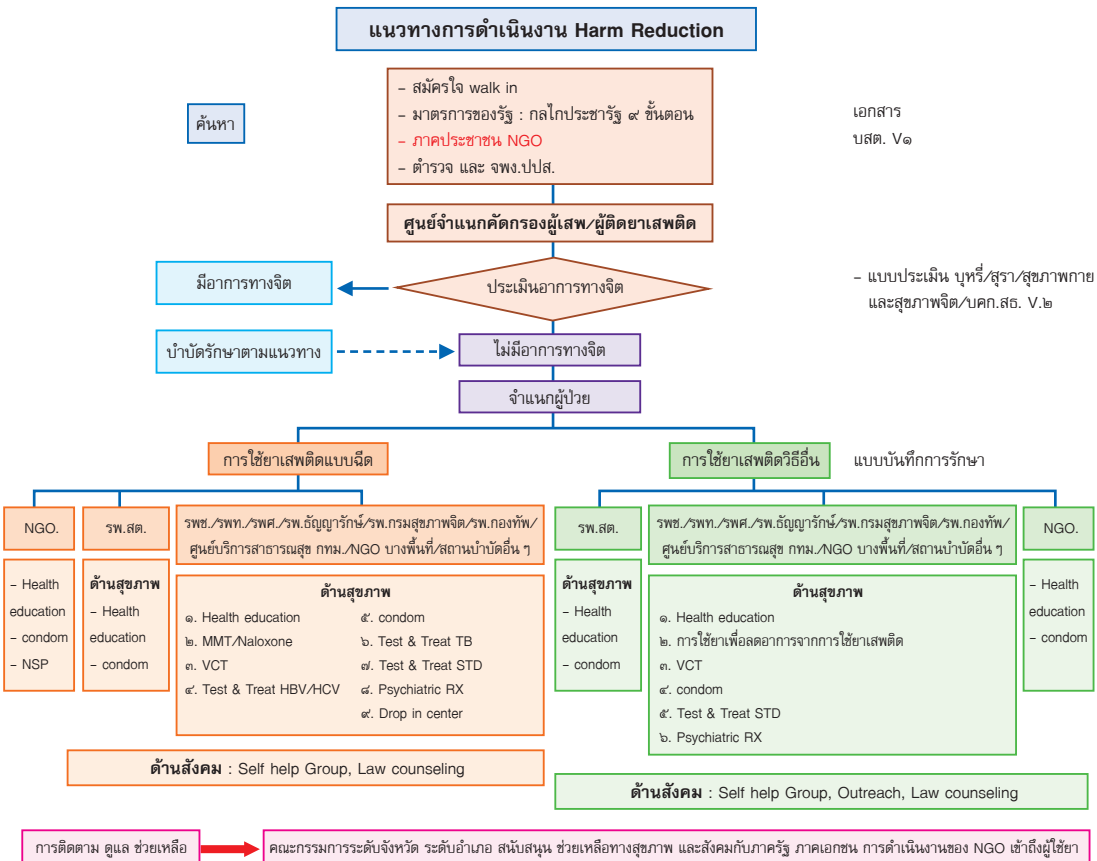 แนวทางการดำเนินงาน Harm Reduction
ค้นหา
– สมัครใจ walk in
– มาตรการของรัฐ : กลไกประชารัฐ ๙ ขั้นตอน
– ภาคประชาชน NGO
– ตำรวจ และ จพง.ปปส.
เอกสาร
บสต. V๑
ศูนย์จำแนกคัดกรองผู้เสพ/ผู้ติดยาเสพติด
มีอาการทางจิต
ประเมินอาการทางจิต
– แบบประเมิน บุหรี่/สุรา/สุขภาพกาย
และสุขภาพจิต/บคก.สธ. V.๒
บำบัดรักษาตามแนวทาง
ไม่มีอาการทางจิต
จำแนกผู้ป่วย
การใช้ยาเสพติดแบบฉีด
การใช้ยาเสพติดวิธีอื่น
แบบบันทึกการรักษา
NGO.
รพ.สต.
รพช./รพท./รพศ./รพ.ธัญญารักษ์/รพ.กรมสุขภาพจิต/รพ.กองทัพ/
ศูนย์บริการสาธารณสุข กทม./NGO บางพื้นที่/สถานบำบัดอื่น ๆ
– Health
education
– condom
– NSP
ด้านสุขภาพ
– Health
education
– condom
ด้านสุขภาพ
๑. Health education
๒. MMT/Naloxone
๓. VCT
๔. Test & Treat HBV/HCV
๕. condom
๖. Test & Treat TB
๗. Test & Treat STD
๘. Psychiatric RX
๙. Drop in center
ด้านสังคม : Self help Group, Law counseling
รพ.สต.
รพช./รพท./รพศ./รพ.ธัญญารักษ์/รพ.กรมสุขภาพจิต/รพ.กองทัพ/
ศูนย์บริการสาธารณสุข กทม./NGO บางพื้นที่/สถานบำบัดอื่น ๆ
NGO.
ด้านสุขภาพ
– Health
education
– condom
ด้านสุขภาพ
๑. Health education
๒. การใช้ยาเพื่อลดอาการจากการใช้ยาเสพติด
๓. VCT
๔. condom
๕. Test & Treat STD
๖. Psychiatric RX
– Health
education
– condom
ด้านสังคม : Self help Group, Outreach, Law counseling
การติดตาม ดูแล ช่วยเหลือ
คณะกรรมการระดับจังหวัด ระดับอำเภอ สนับสนุน ช่วยเหลือทางสุขภาพ และสังคมกับภาครัฐ ภาคเอกชน การดำเนินงานของ NGO เข้าถึงผู้ใช้ยา